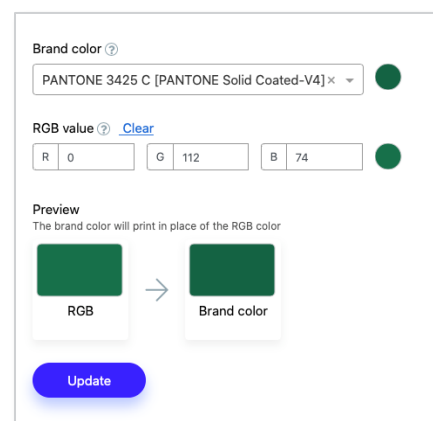 Brand color ?
PANTONE 3425 C [PANTONE Solid Coated-V4] ×
RGB value ? Clear
R 0 G 112 B 74
Preview
The brand color will print in place of the RGB color
RGB → Brand color
Update